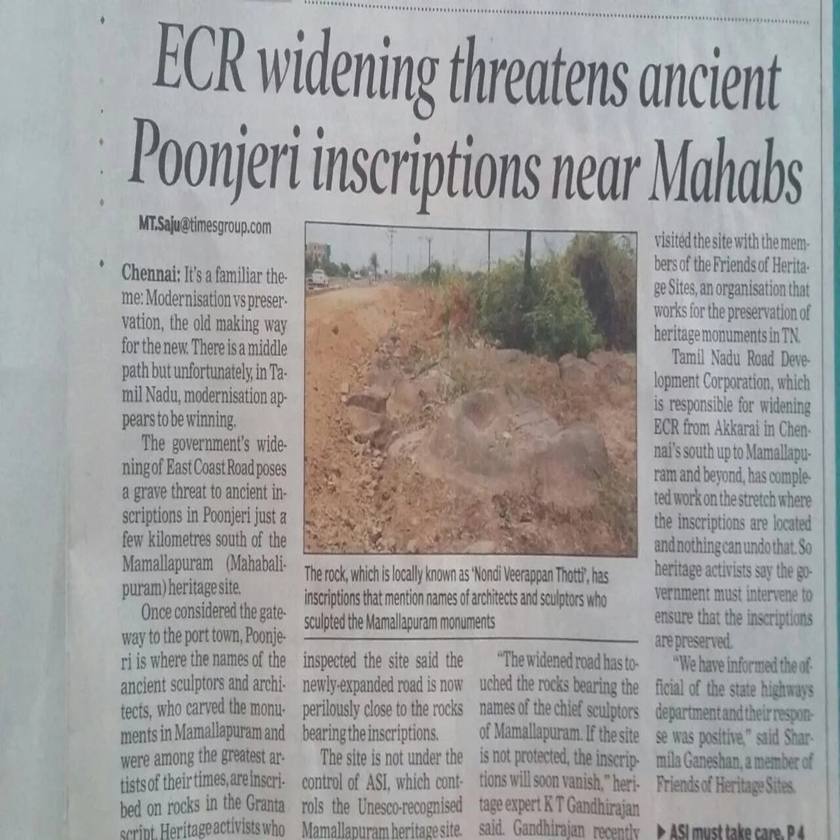 ECR widening threatens ancient
Poonjeri inscriptions near Mahabs
MT.Saju@timesgroup.com
Chennai: It's a familiar the-
me: Modernisation vs preser-
vation, the old making way
for the new. There is a middle
path but unfortunately, in Ta-
mil Nadu, modernisation ap-
pears to be winning.
The government's wide-
ning of East Coast Road poses
a grave threat to ancient in-
scriptions in Poonjeri just a
few kilometres south of the
Mamallapuram (Mahabali-
puram) heritage site.
Once considered the gate-
way to the port town, Poonje-
ri is where the names of the
ancient sculptors and archi-
tects, who carved the monu-
ments in Mamallapuram and
were among the greatest ar-
tists of their times, are inscri-
bed on rocks in the Granta
script. Heritage activists who
The rock, which is locally known as 'Nondi Veerappan Thotti', has
inscriptions that mention names of architects and sculptors who
sculpted the Mamallapuram monuments
inspected the site said the
newly-expanded road is now
perilously close to the rocks
bearing the inscriptions.
The site is not under the
control of ASI, which cont-
rols the Unesco-recognised
Mamallapuram heritage site.
"The widened road has to-
uched the rocks bearing the
names of the chief sculptors
of Mamallapuram. If the site
is not protected, the inscrip-
tions will soon vanish," heri-
tage expert K T Gandhirajan
said. Gandhirajan recently
visited the site with the mem-
bers of the Friends of Herita-
ge Sites, an organisation that
works for the preservation of
heritage monuments in TN.
Tamil Nadu Road Deve-
lopment Corporation, which
is responsible for widening
ECR from Akkarai in Chen-
nai's south up to Mamallapu-
ram and beyond, has comple-
ted work on the stretch where
the inscriptions are located
and nothing can undo that. So
heritage activists say the go-
vernment must intervene to
ensure that the inscriptions
are preserved.
"We have informed the of-
ficial of the state highways
department and their respon-
se was positive," said Shar-
mila Ganeshan, a member of
Friends of Heritage Sites.
▶ ASI must take care, P 4